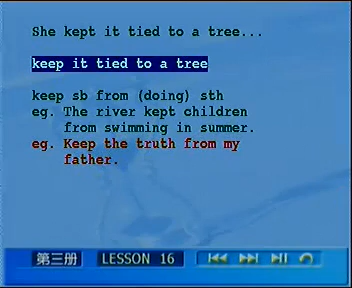 She kept it tied to a tree...
keep it tied to a tree
keep sb from (doing) sth
eg. The river kept children
from swimming in summer.
eg. Keep the truth from my
father.
第三册 LESSON 16